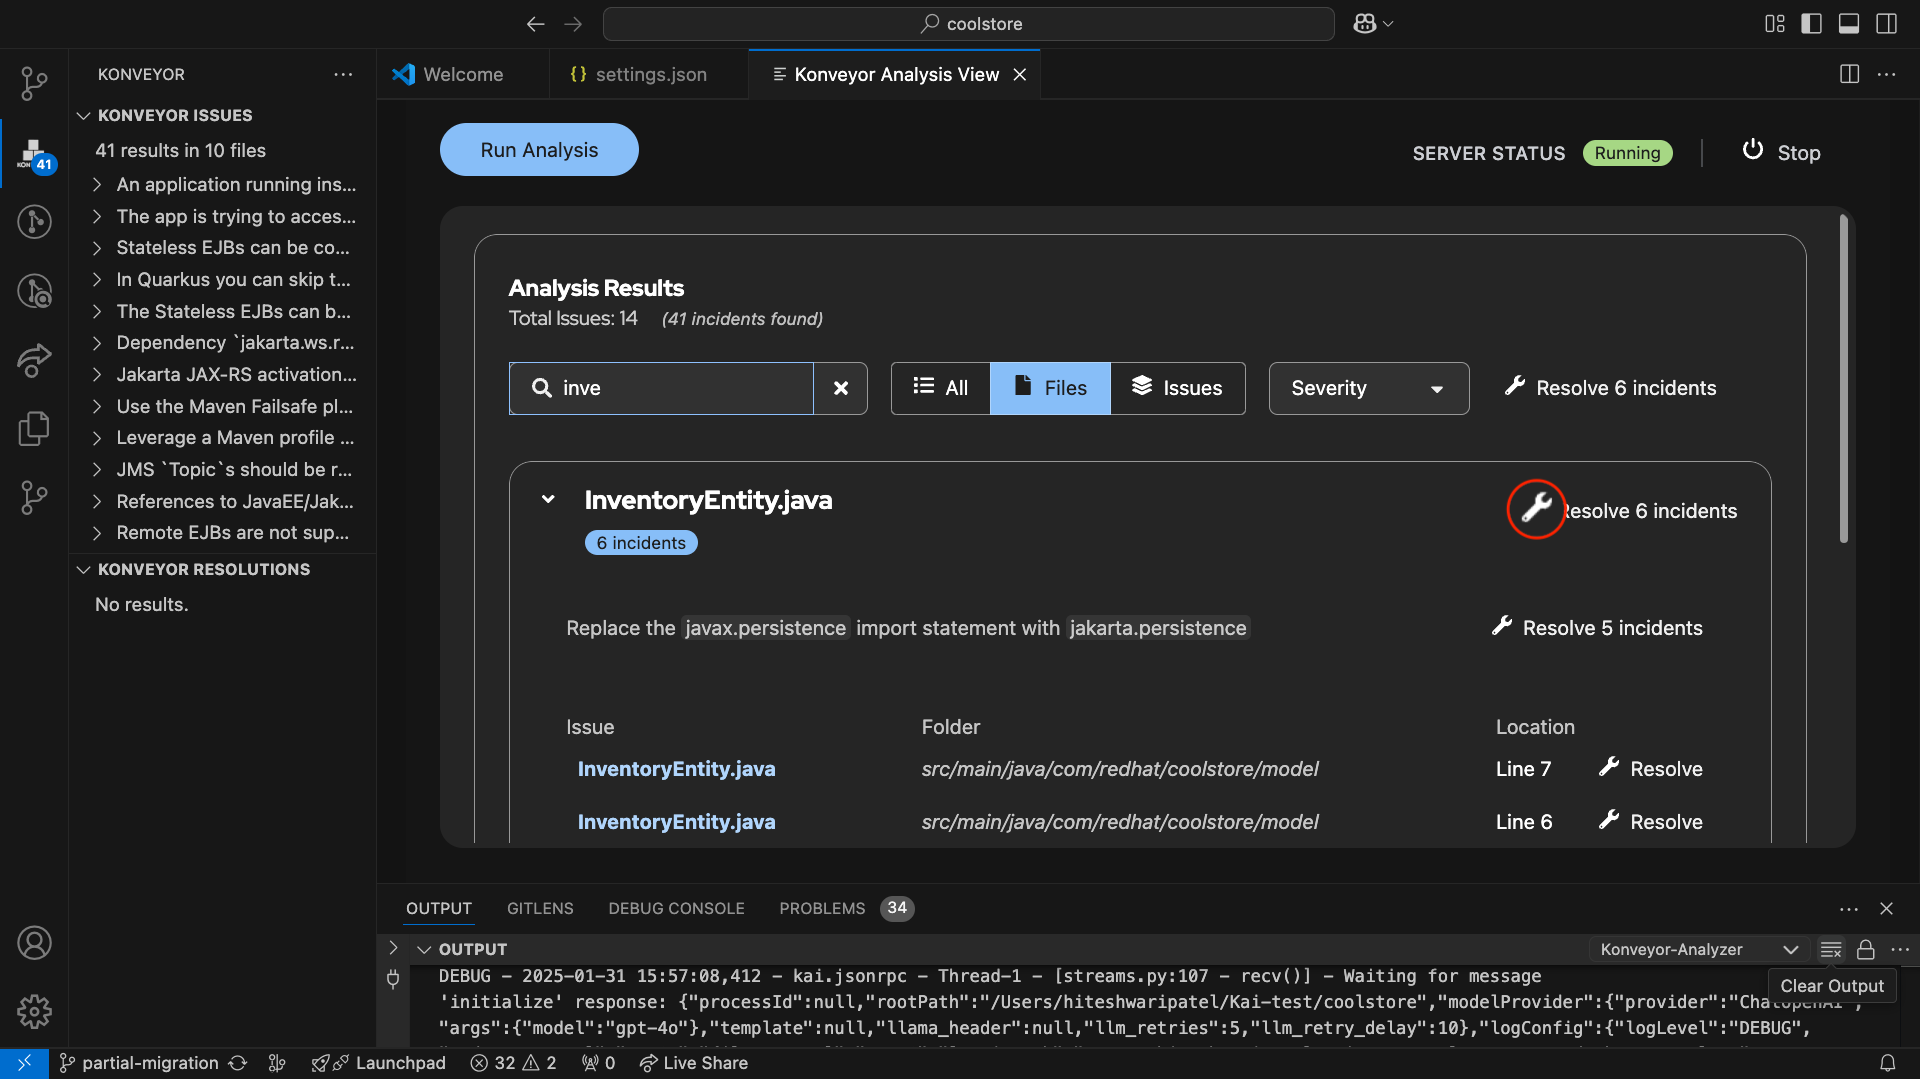 coolstore
KONVEYOR
Welcome
{} settings.json
Konveyor Analysis View
KONVEYOR ISSUES
41 results in 10 files
41
An application running ins...
The app is trying to acces...
Stateless EJBs can be co...
In Quarkus you can skip t...
The Stateless EJBs can b...
Dependency `jakarta.ws.r...
Jakarta JAX-RS activation...
Use the Maven Failsafe pl...
Leverage a Maven profile ...
JMS `Topic`s should be r...
References to JavaEE/Jak...
Remote EJBs are not sup...
KONVEYOR RESOLUTIONS
No results.
Run Analysis
SERVER STATUS Running
Stop
Analysis Results
Total Issues: 14 (41 incidents found)
inve
All
Files
Issues
Severity
Resolve 6 incidents
InventoryEntity.java
6 incidents
Resolve 6 incidents
Replace the javax.persistence import statement with jakarta.persistence
Resolve 5 incidents
Issue Folder Location
InventoryEntity.java src/main/java/com/redhat/coolstore/model Line 7 Resolve
InventoryEntity.java src/main/java/com/redhat/coolstore/model Line 6 Resolve
OUTPUT GITLENS DEBUG CONSOLE PROBLEMS 34
OUTPUT
Konveyor-Analyzer
Clear Output
DEBUG - 2025-01-31 15:57:08,412 - kai.jsonrpc - Thread-1 - [streams.py:107 - recv()] - Waiting for message
'initialize' response: {"processId":null,"rootPath":"/Users/hiteshwaripatel/Kai-test/coolstore","modelProvider":{"provider":"ChatOpenAI",
"args":{"model":"gpt-4o"},"template":null,"llama_header":null,"llm_retries":5,"llm_retry_delay":10},"logConfig":{"logLevel":"DEBUG",
partial-migration
Launchpad
32 2
0
Live Share